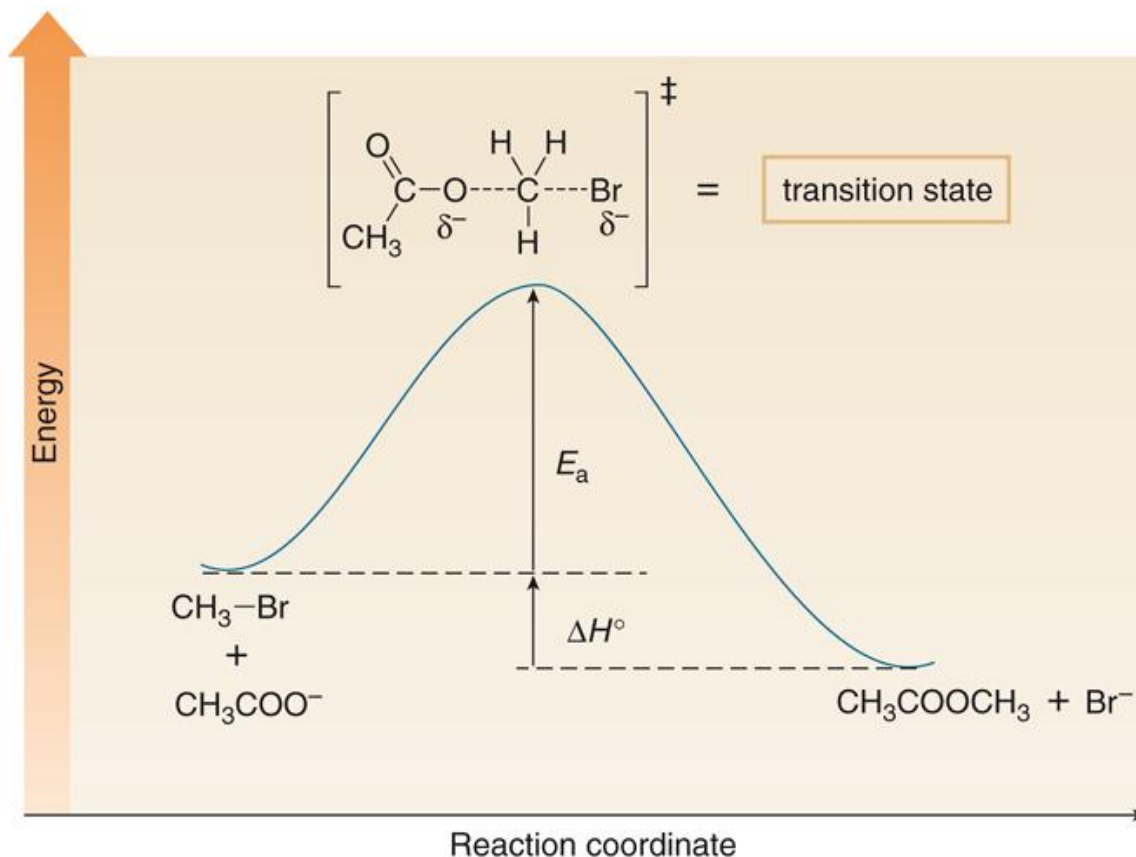 ‡
O
H H
C–O----C----Br
δ⁻ δ⁻
CH₃ H
= transition state
Energy
Eₐ
CH₃–Br
+
CH₃COO⁻
ΔH°
CH₃COOCH₃ + Br⁻
Reaction coordinate